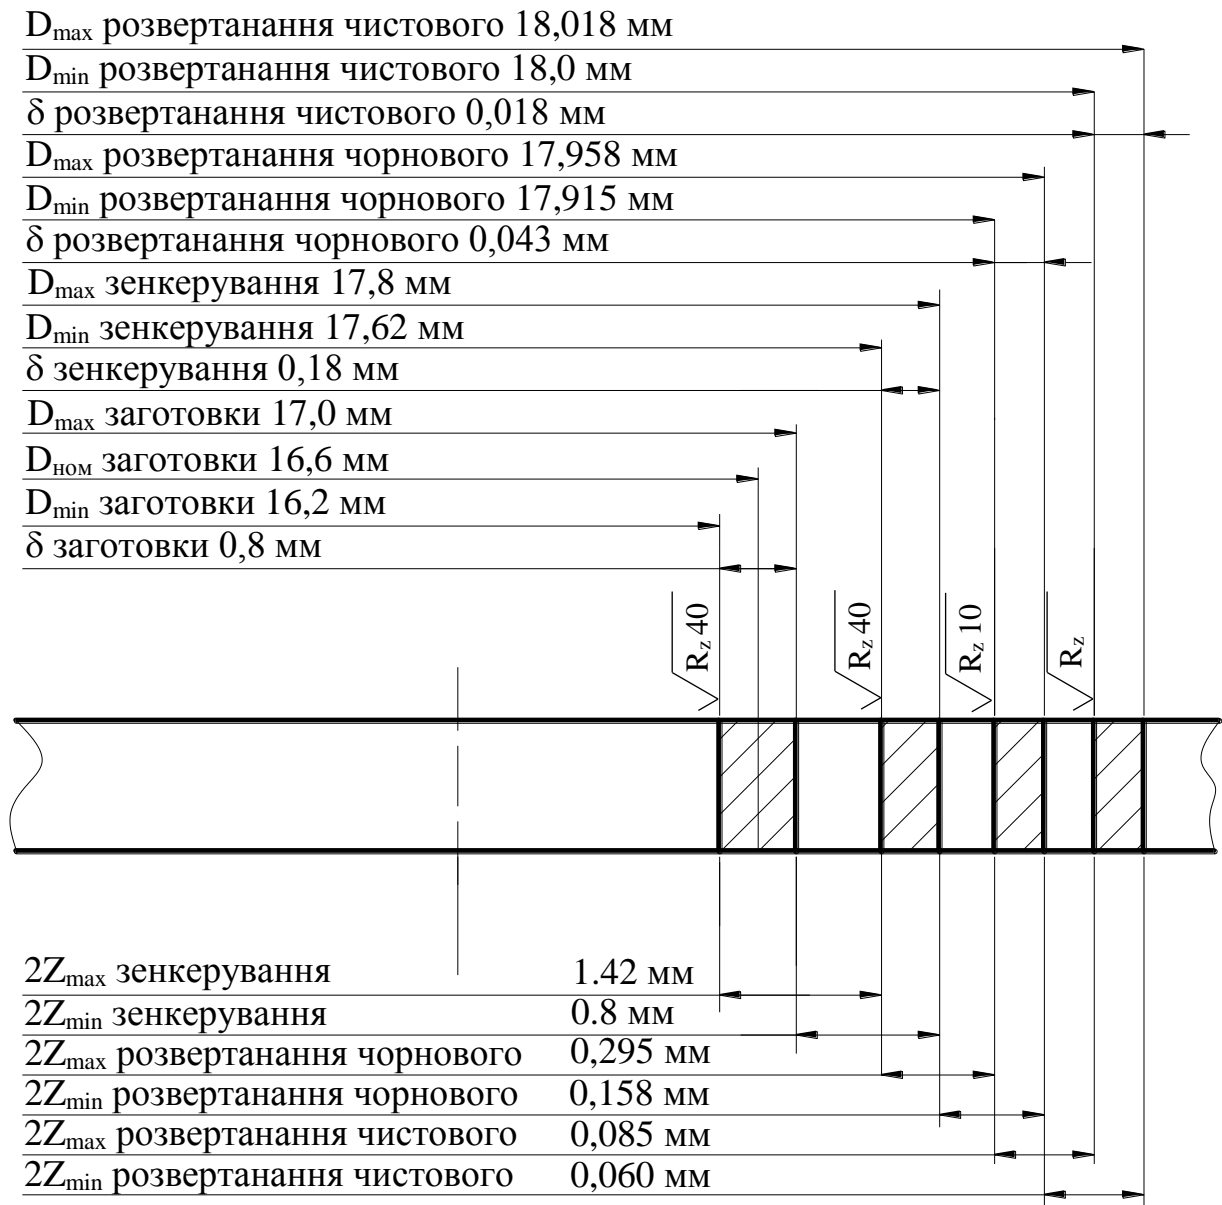 Dmax розвертанання чистового 18,018 мм
Dmin розвертанання чистового 18,0 мм
δ розвертанання чистового 0,018 мм
Dmax розвертанання чорнового 17,958 мм
Dmin розвертанання чорнового 17,915 мм
δ розвертанання чорнового 0,043 мм
Dmax зенкерування 17,8 мм
Dmin зенкерування 17,62 мм
δ зенкерування 0,18 мм
Dmax заготовки 17,0 мм
Dном заготовки 16,6 мм
Dmin заготовки 16,2 мм
δ заготовки 0,8 мм
Rz 40
Rz 40
Rz 10
Rz
2Zmax зенкерування 1.42 мм
2Zmin зенкерування 0.8 мм
2Zmax розвертанання чорнового 0,295 мм
2Zmin розвертанання чорнового 0,158 мм
2Zmax розвертанання чистового 0,085 мм
2Zmin розвертанання чистового 0,060 мм